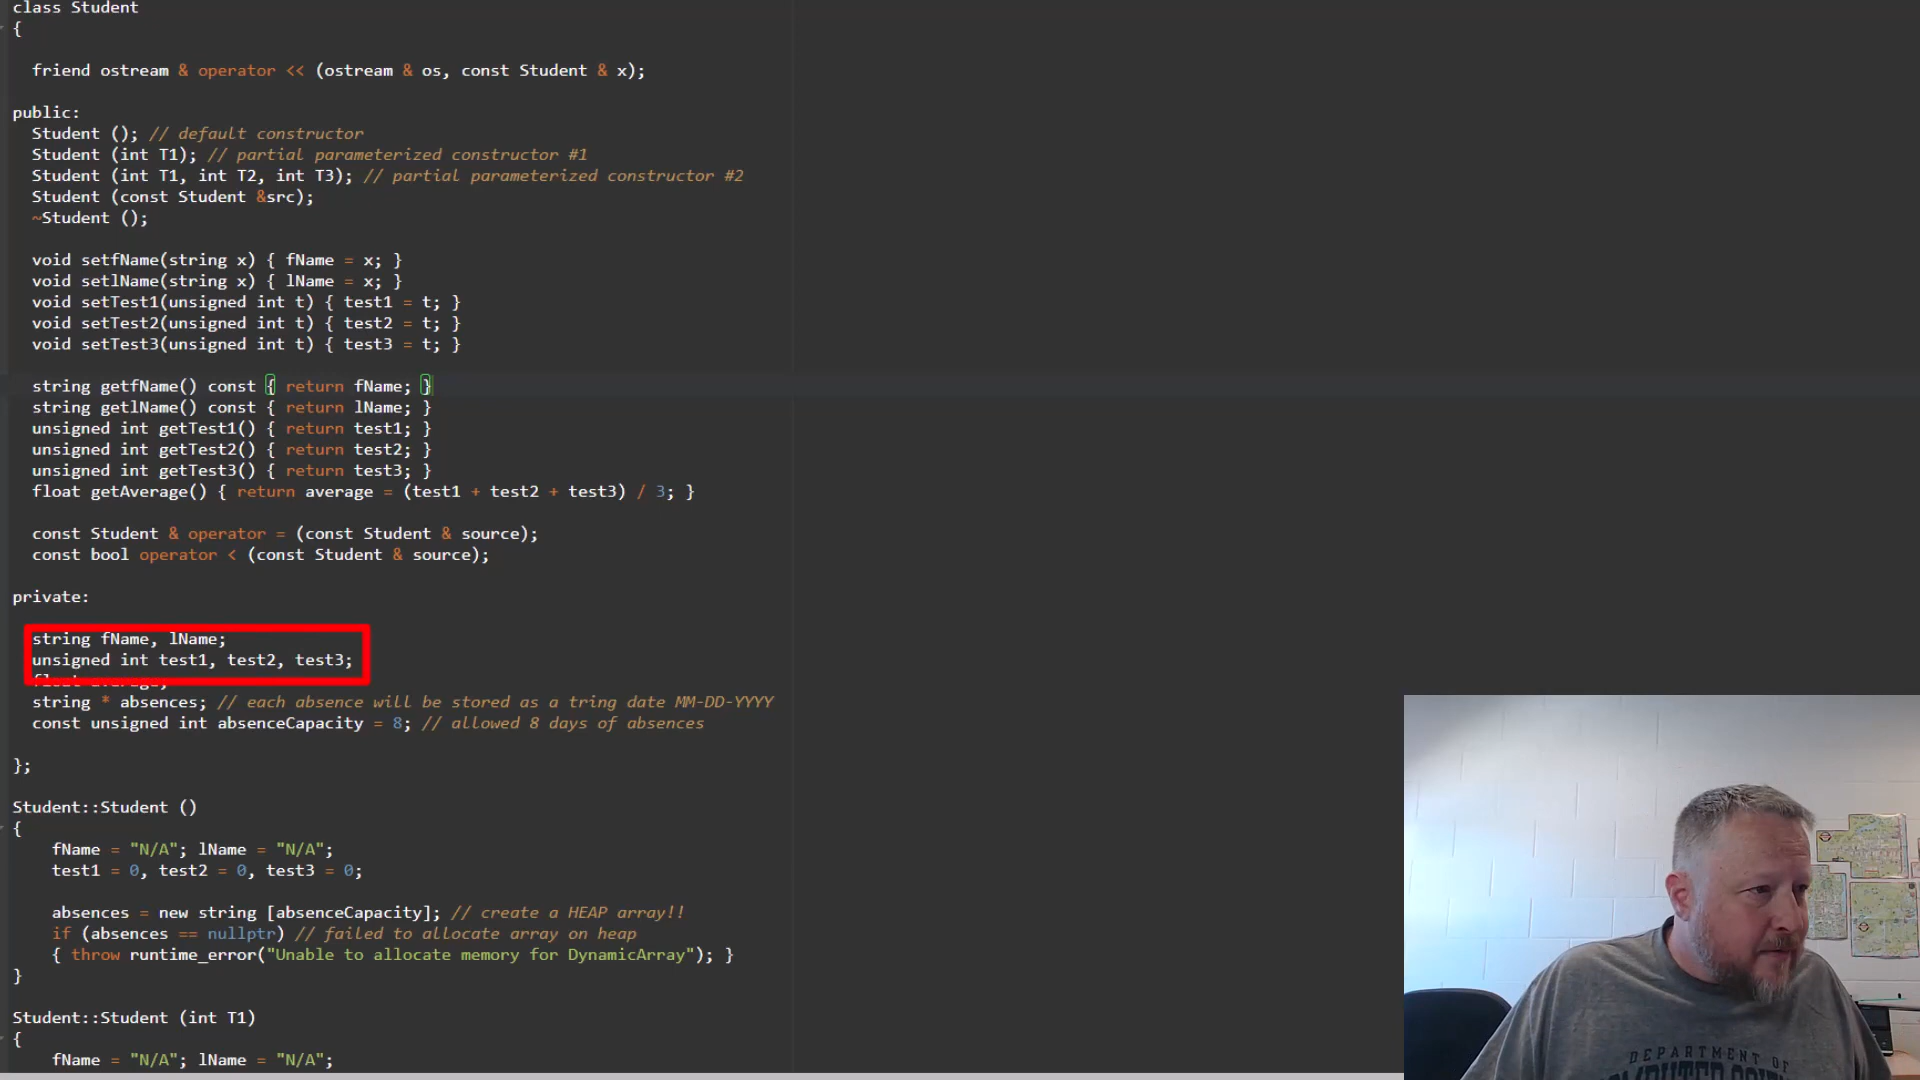 class Student
{
friend ostream & operator << (ostream & os, const Student & x);
public:
Student (); // default constructor
Student (int T1); // partial parameterized constructor #1
Student (int T1, int T2, int T3); // partial parameterized constructor #2
Student (const Student &src);
~Student ();
void setfName(string x) { fName = x; }
void setlName(string x) { lName = x; }
void setTest1(unsigned int t) { test1 = t; }
void setTest2(unsigned int t) { test2 = t; }
void setTest3(unsigned int t) { test3 = t; }
string getfName() const { return fName; }
string getlName() const { return lName; }
unsigned int getTest1() { return test1; }
unsigned int getTest2() { return test2; }
unsigned int getTest3() { return test3; }
float getAverage() { return average = (test1 + test2 + test3) / 3; }
const Student & operator = (const Student & source);
const bool operator < (const Student & source);
private:
string fName, lName;
unsigned int test1, test2, test3;
float average;
string * absences; // each absence will be stored as a tring date MM-DD-YYYY
const unsigned int absenceCapacity = 8; // allowed 8 days of absences
};
Student::Student ()
{
fName = "N/A"; lName = "N/A";
test1 = 0, test2 = 0, test3 = 0;
absences = new string [absenceCapacity]; // create a HEAP array!!
if (absences == nullptr) // failed to allocate array on heap
{ throw runtime_error("Unable to allocate memory for DynamicArray"); }
}
Student::Student (int T1)
{
fName = "N/A"; lName = "N/A";
DEPARTMENT OF